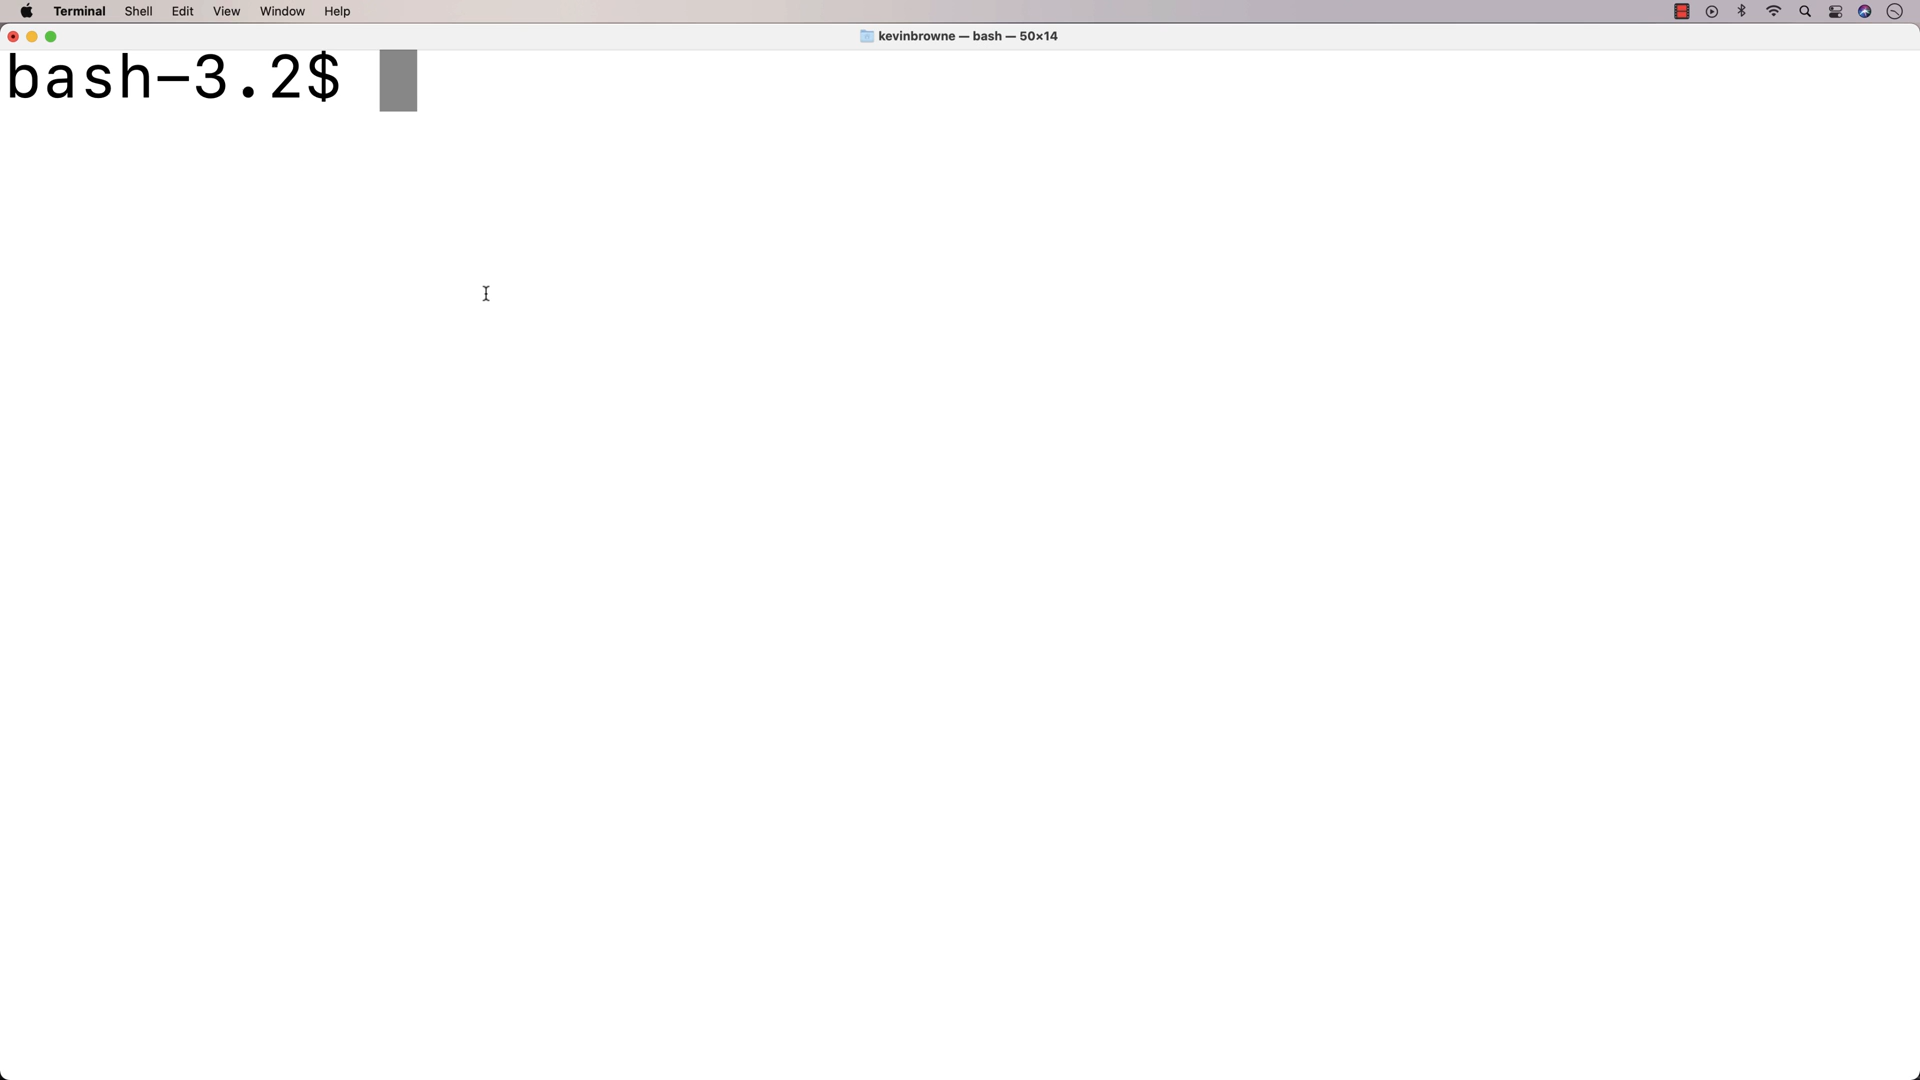 Terminal Shell Edit View Window Help
kevinbrowne — bash — 50×14
bash-3.2$